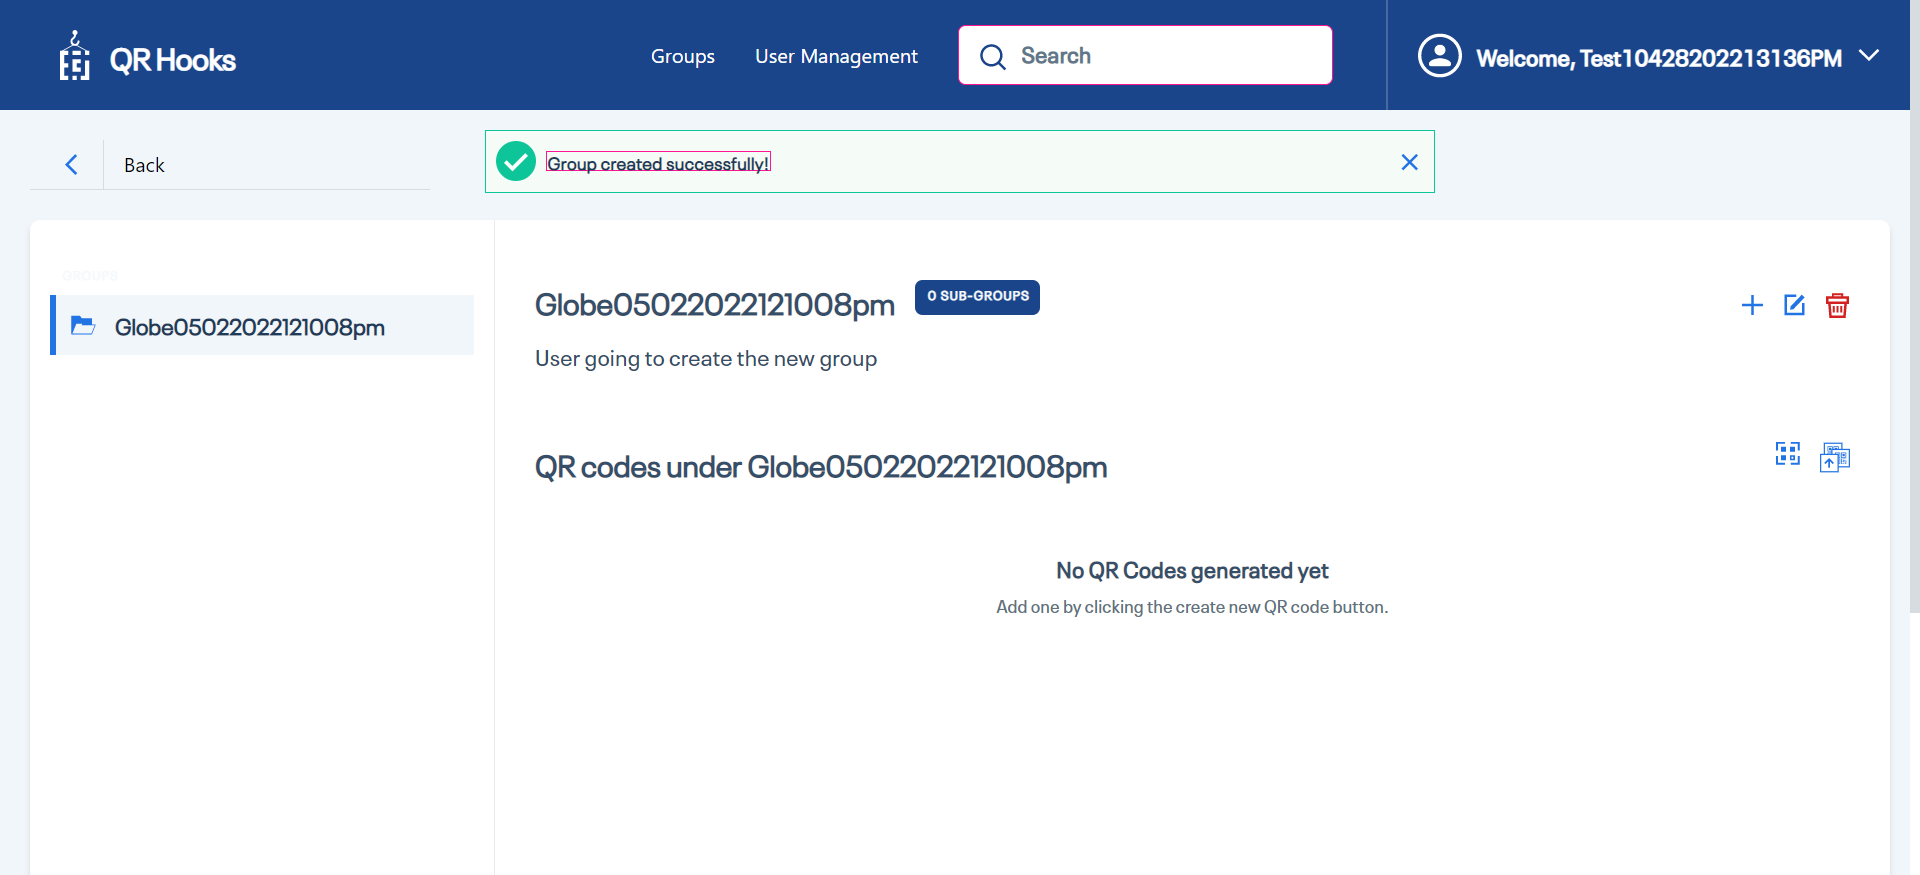 QR Hooks
Groups
User Management
Search
Welcome, Test10428202213136PM
Back
Group created successfully!
GROUPS
Globe05022022121008pm
Globe05022022121008pm
0 SUB-GROUPS
User going to create the new group
QR codes under Globe05022022121008pm
No QR Codes generated yet
Add one by clicking the create new QR code button.